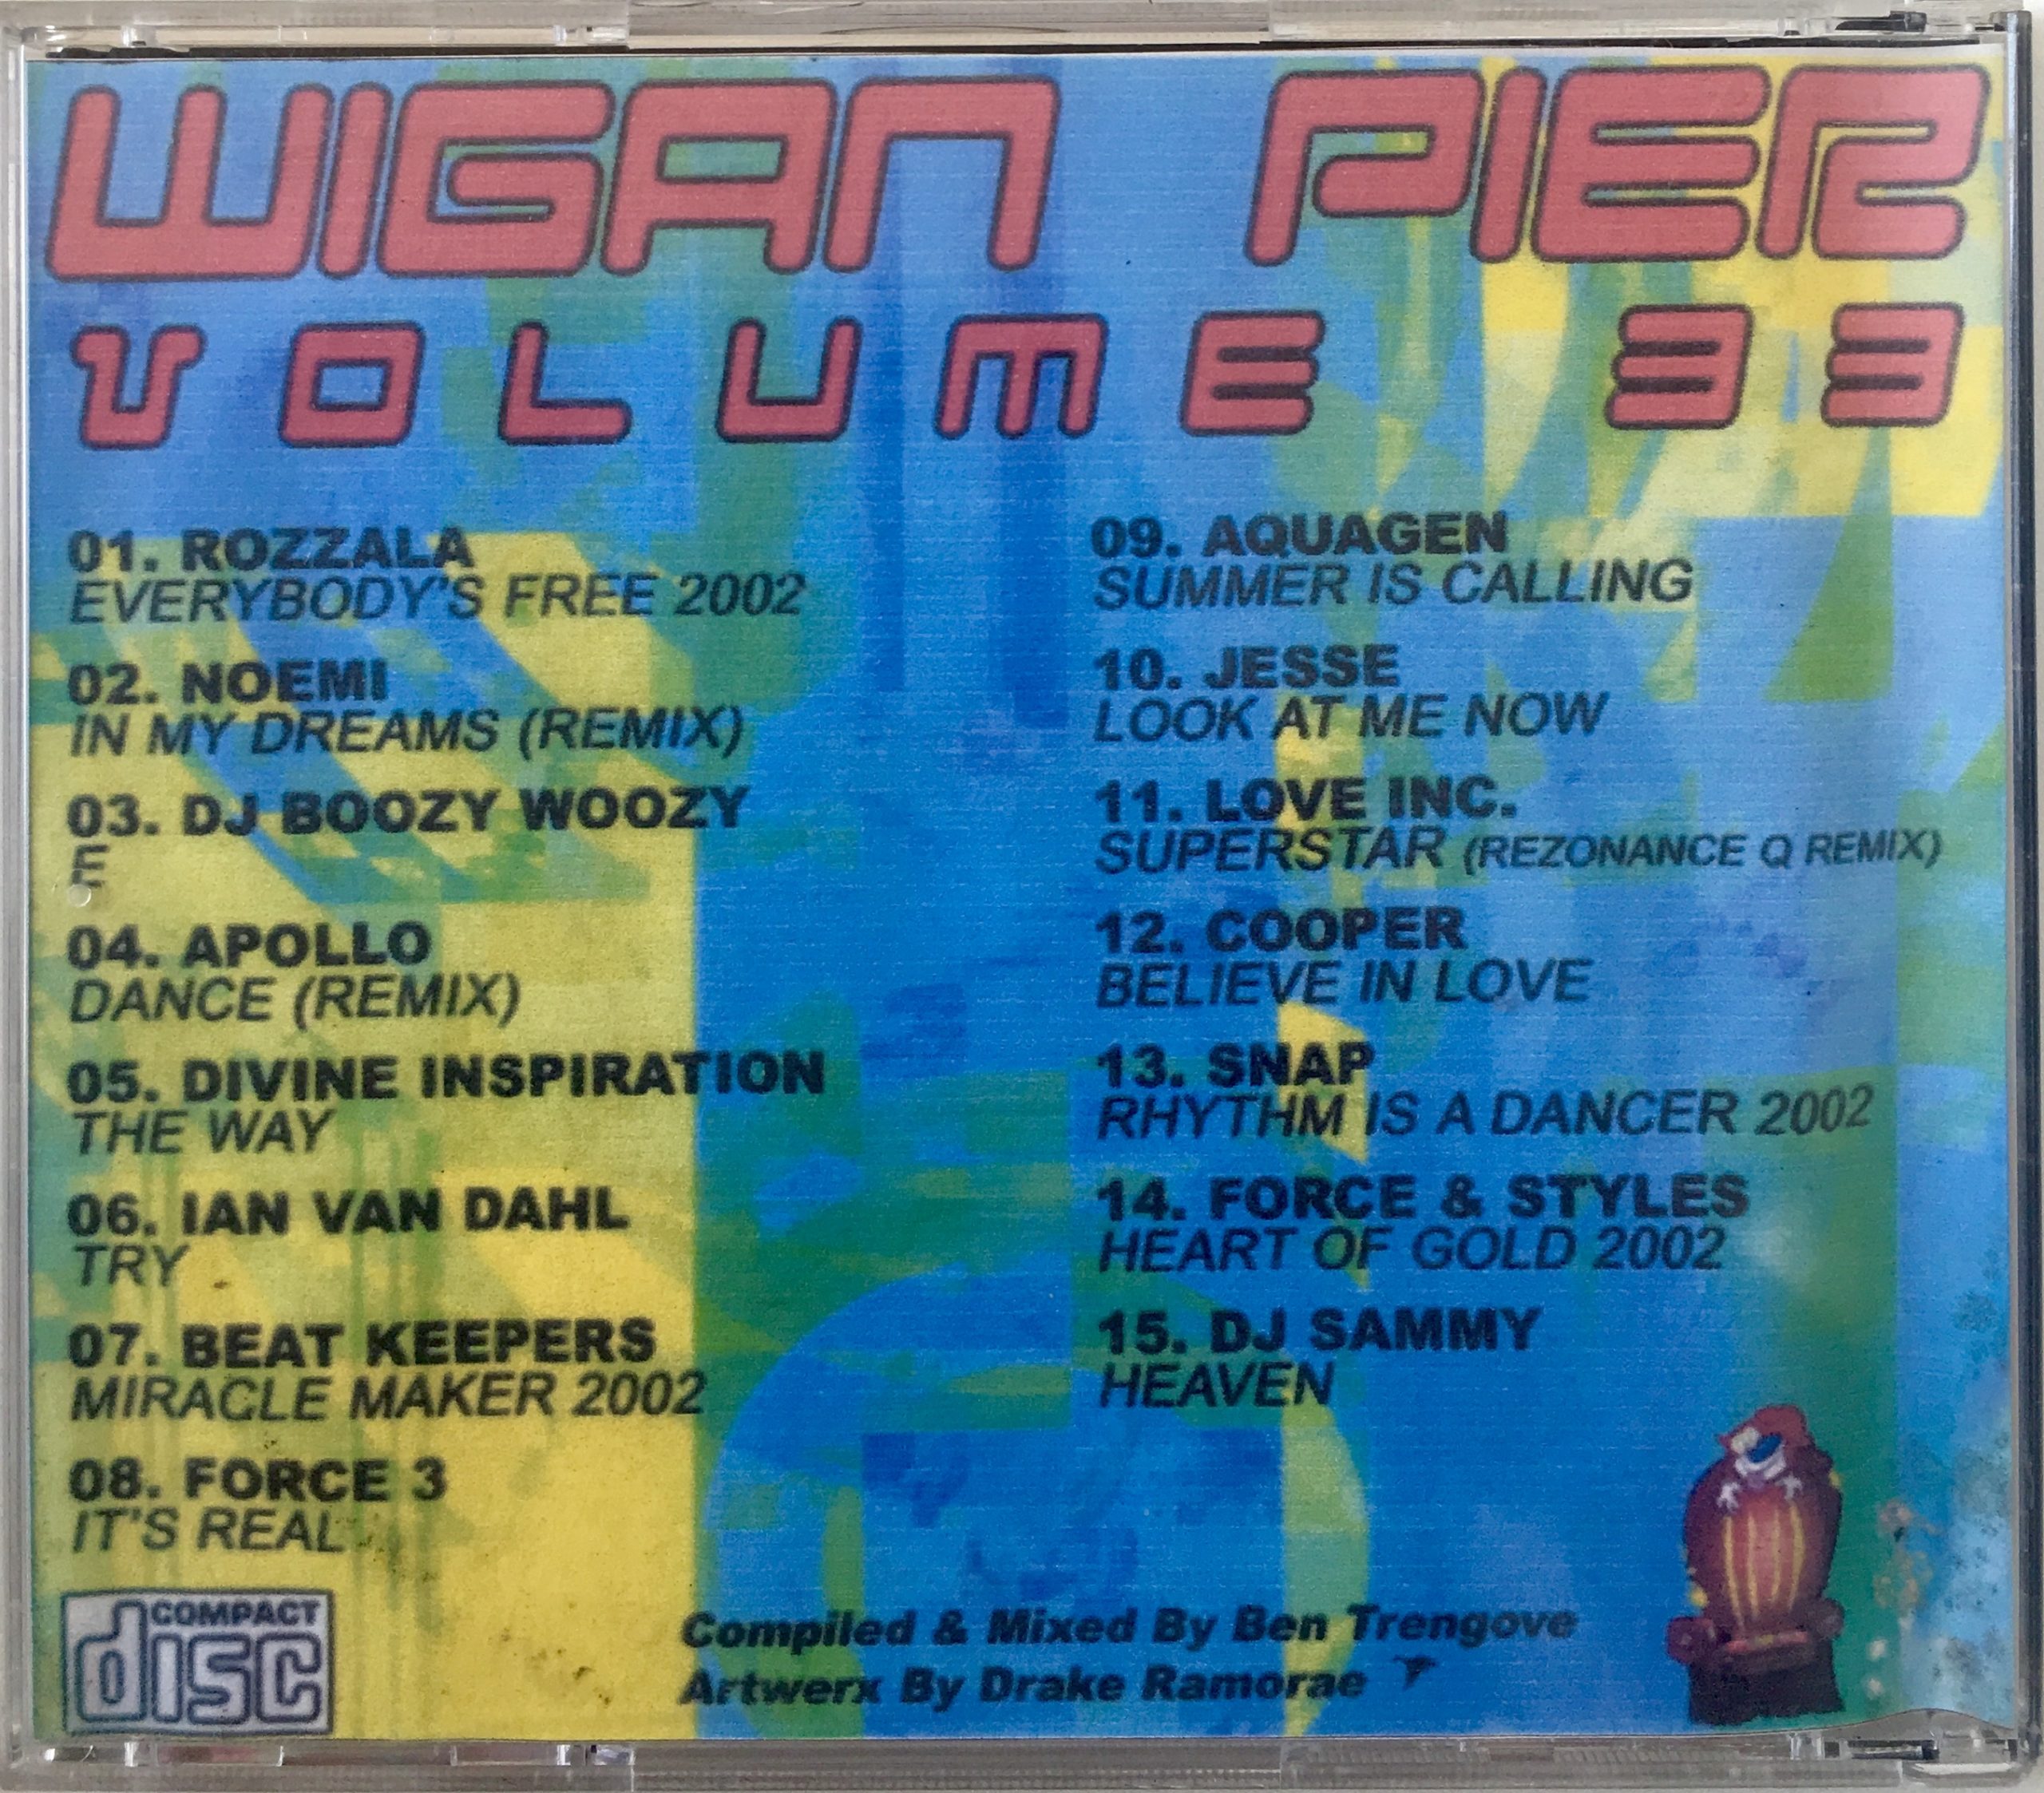 WIGAN PIER
VOLUME 33
01. ROZZALA
EVERYBODY'S FREE 2002
02. NOEMI
IN MY DREAMS (REMIX)
03. DJ BOOZY WOOZY
E
04. APOLLO
DANCE (REMIX)
05. DIVINE INSPIRATION
THE WAY
06. IAN VAN DAHL
TRY
07. BEAT KEEPERS
MIRACLE MAKER 2002
08. FORCE 3
IT'S REAL
09. AQUAGEN
SUMMER IS CALLING
10. JESSE
LOOK AT ME NOW
11. LOVE INC.
SUPERSTAR (REZONANCE Q REMIX)
12. COOPER
BELIEVE IN LOVE
13. SNAP
RHYTHM IS A DANCER 2002
14. FORCE & STYLES
HEART OF GOLD 2002
15. DJ SAMMY
HEAVEN
COMPACT
disc
Compiled & Mixed By Ben Trengove
Artwerx By Drake Ramorae